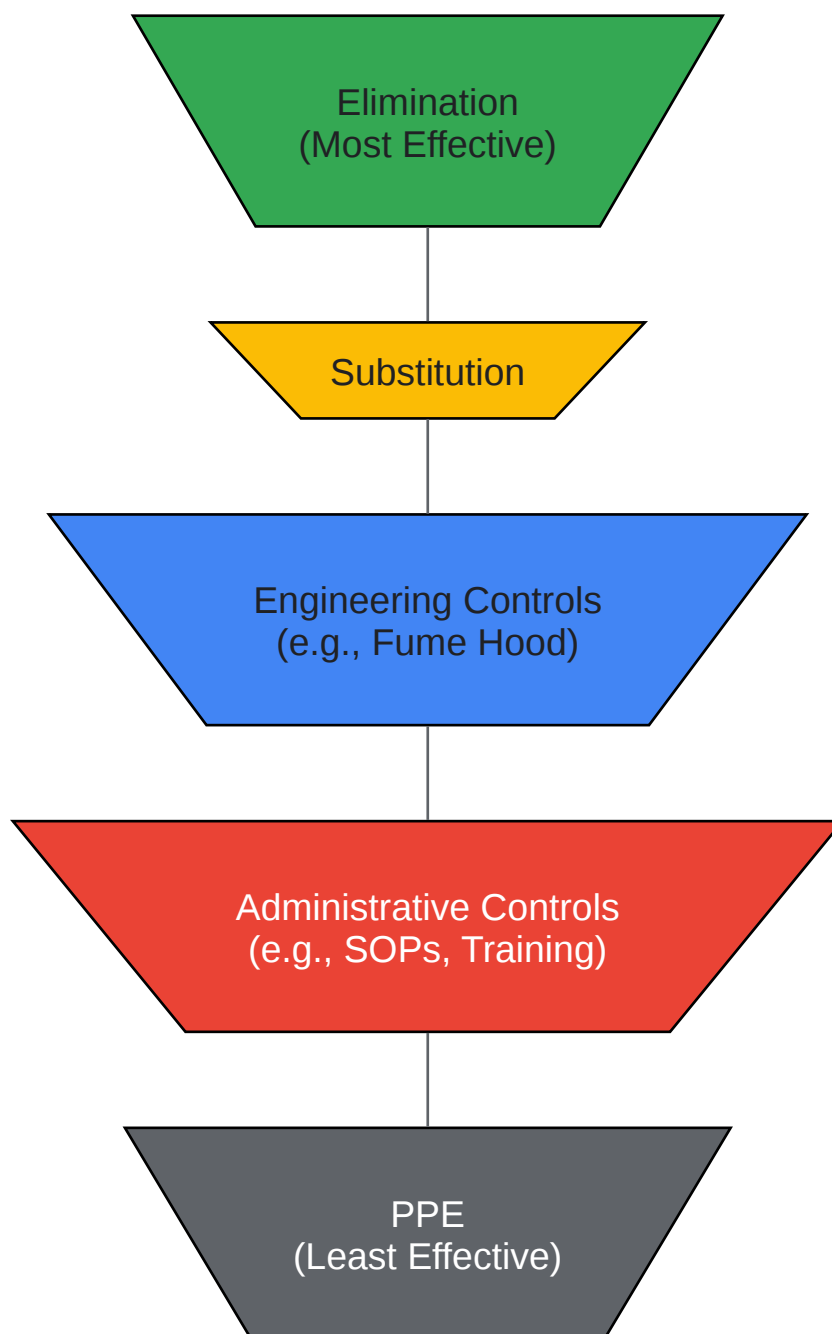 Elimination
(Most Effective)
Substitution
Engineering Controls
(e.g., Fume Hood)
Administrative Controls
(e.g., SOPs, Training)
PPE
(Least Effective)